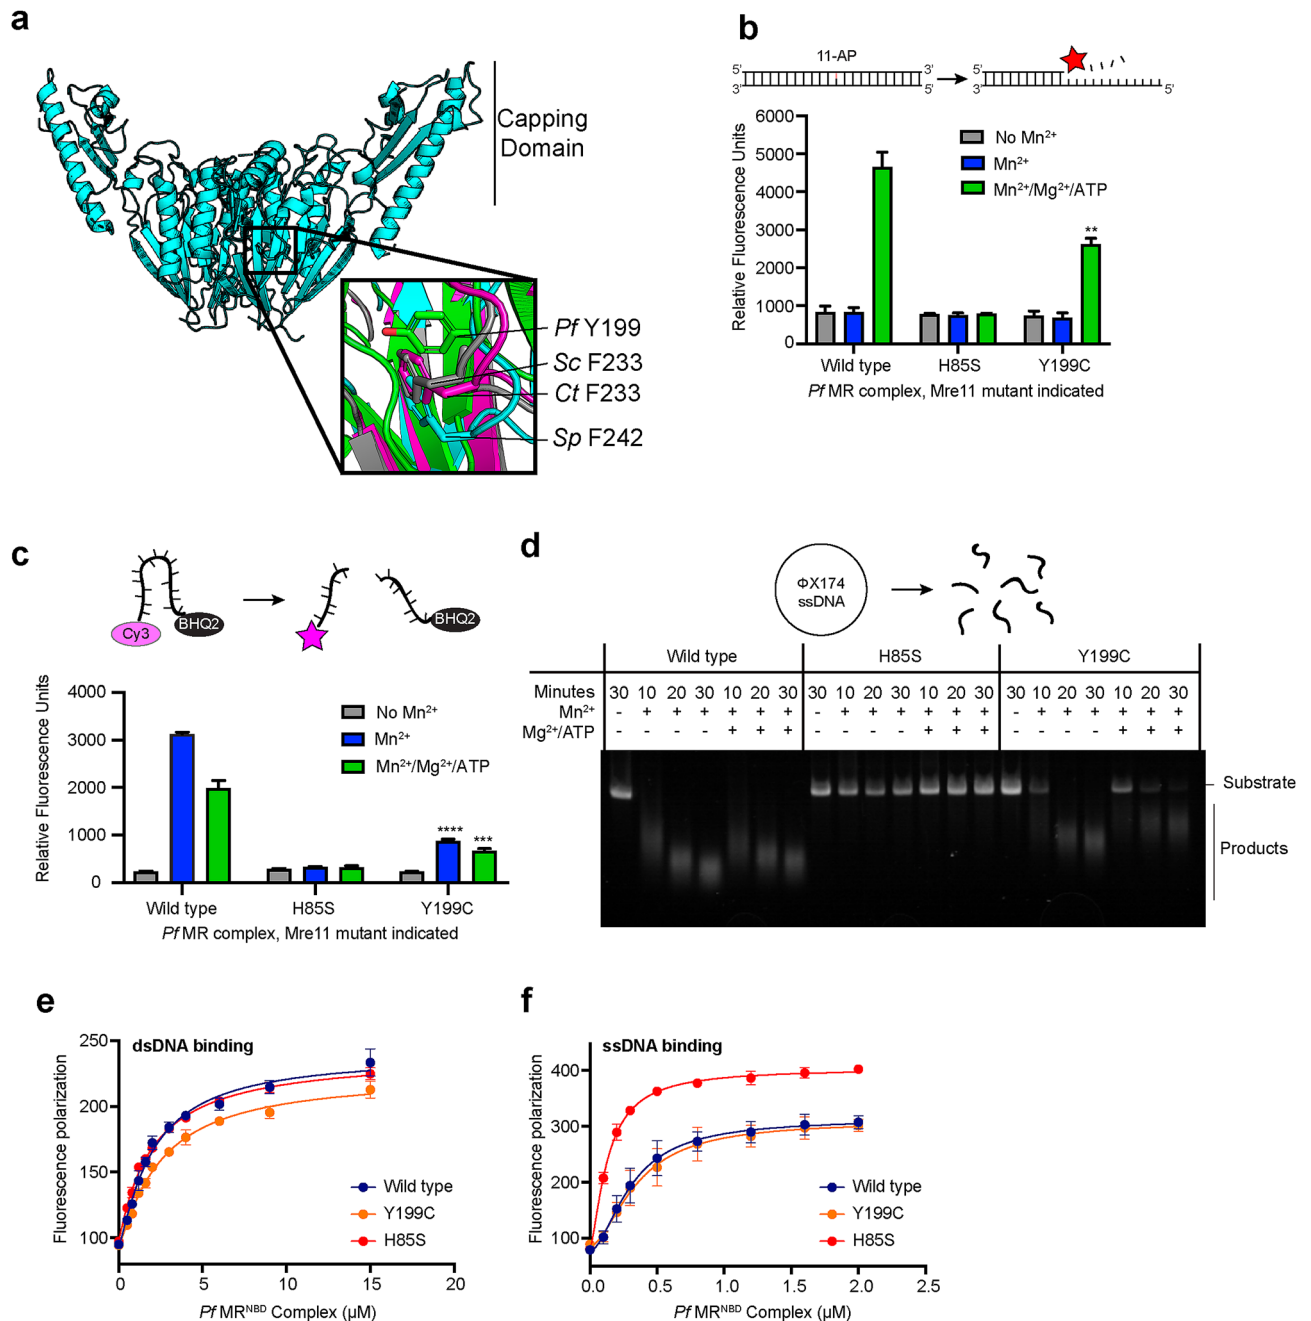 a
Capping
Domain
Pf Y199
Sc F233
Ct F233
Sp F242
b
11-AP
5' 3' 5'
3' 5' 3' 5'
Relative Fluorescence Units
6000
5000
4000
3000
2000
1000
0
No Mn²⁺
Mn²⁺
Mn²⁺/Mg²⁺/ATP
**
Wild type H85S Y199C
Pf MR complex, Mre11 mutant indicated
c
Cy3 BHQ2 BHQ2
Relative Fluorescence Units
4000
3000
2000
1000
0
No Mn²⁺
Mn²⁺
Mn²⁺/Mg²⁺/ATP
**** ***
Wild type H85S Y199C
Pf MR complex, Mre11 mutant indicated
d
ΦX174
ssDNA
Wild type H85S Y199C
Minutes 30 10 20 30 10 20 30 30 10 20 30 10 20 30 30 10 20 30 10 20 30
Mn²⁺ - + + + + + + - + + + + + + - + + + + + +
Mg²⁺/ATP - - - - + + + - - - - + + + - - - - + + +
Substrate
Products
e
dsDNA binding
Fluorescence polarization
250
200
150
100
Wild type
Y199C
H85S
0 5 10 15 20
Pf MRᴺᴮᴰ Complex (µM)
f
ssDNA binding
Fluorescence polarization
400
300
200
100
Wild type
Y199C
H85S
0.0 0.5 1.0 1.5 2.0 2.5
Pf MRᴺᴮᴰ Complex (µM)